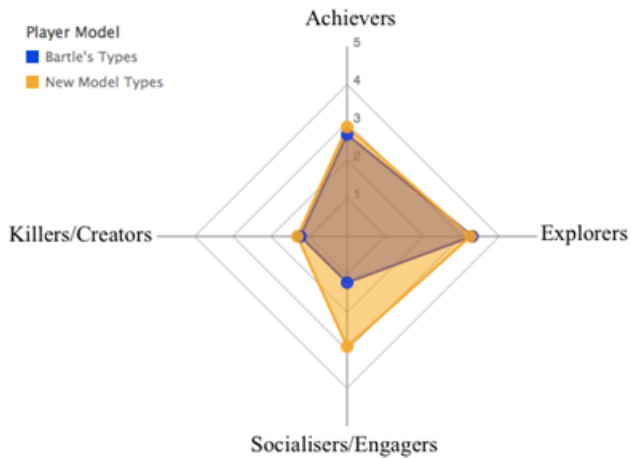 Achievers
Player Model
Bartle's Types
New Model Types
5
4
3
2
1
Killers/Creators
Explorers
Socialisers/Engagers